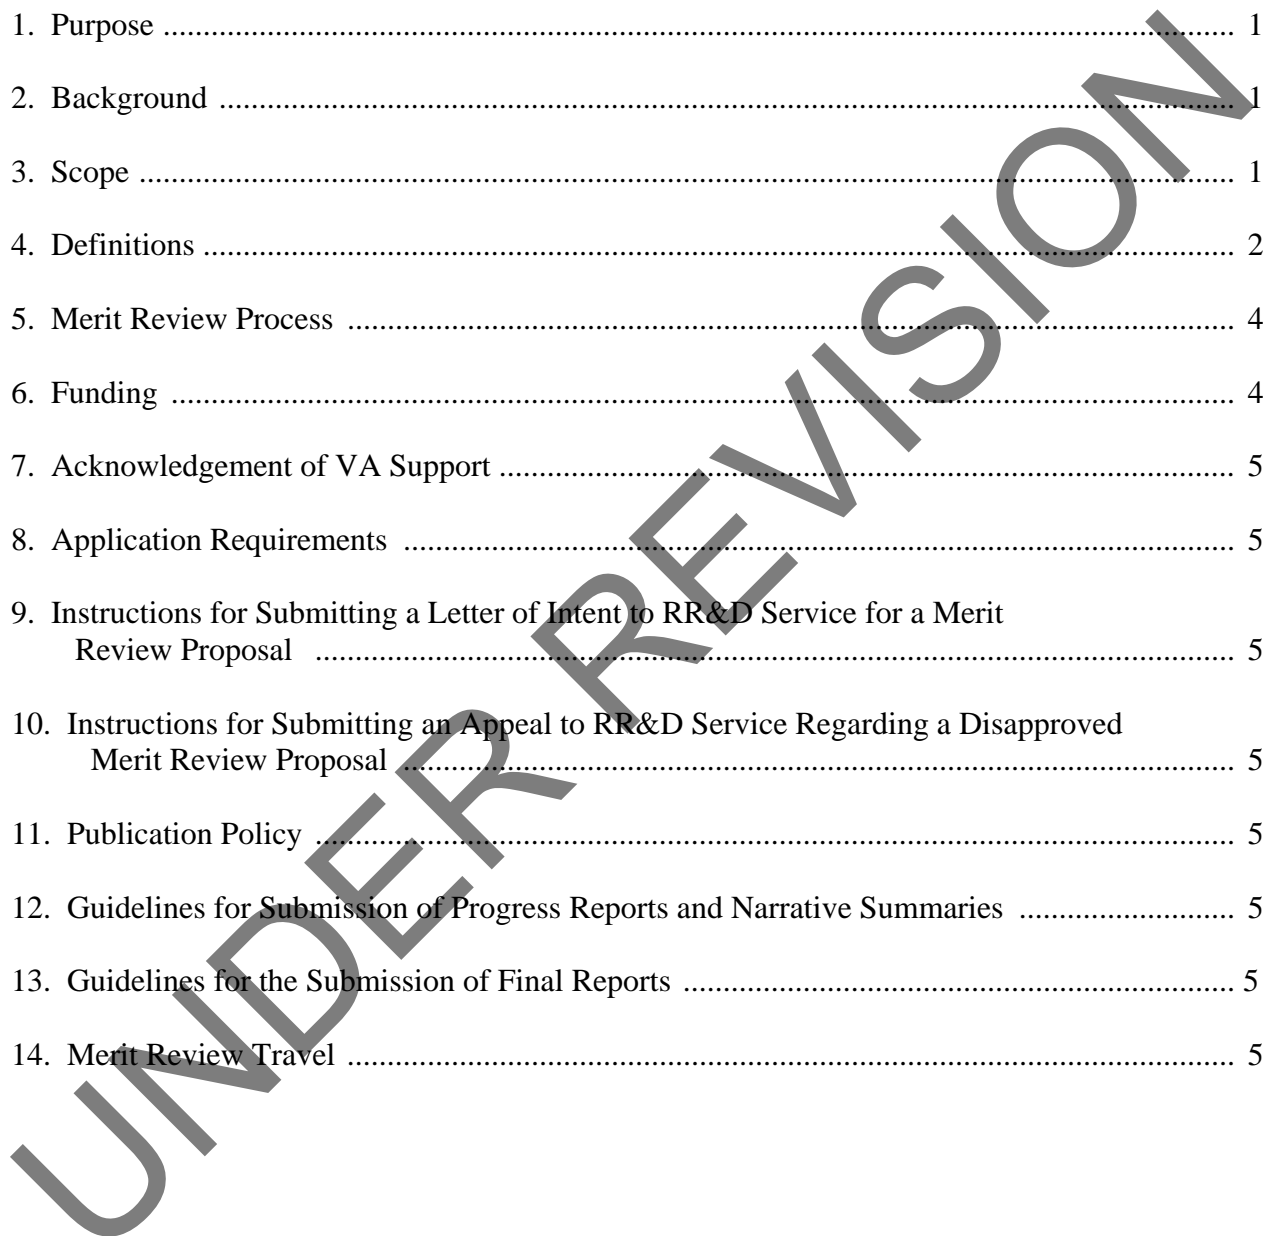 1. Purpose ........................................................................................................................................ 1
2. Background ................................................................................................................................. 1
3. Scope ........................................................................................................................................... 1
4. Definitions ................................................................................................................................... 2
5. Merit Review Process ................................................................................................................. 4
6. Funding ....................................................................................................................................... 4
7. Acknowledgement of VA Support .............................................................................................. 5
8. Application Requirements .......................................................................................................... 5
9. Instructions for Submitting a Letter of Intent to RR&D Service for a Merit
Review Proposal ..................................................................................................................... 5
10. Instructions for Submitting an Appeal to RR&D Service Regarding a Disapproved
Merit Review Proposal .......................................................................................................... 5
11. Publication Policy ..................................................................................................................... 5
12. Guidelines for Submission of Progress Reports and Narrative Summaries ............................ 5
13. Guidelines for the Submission of Final Reports ...................................................................... 5
14. Merit Review Travel ................................................................................................................. 5
UNDER REVISION